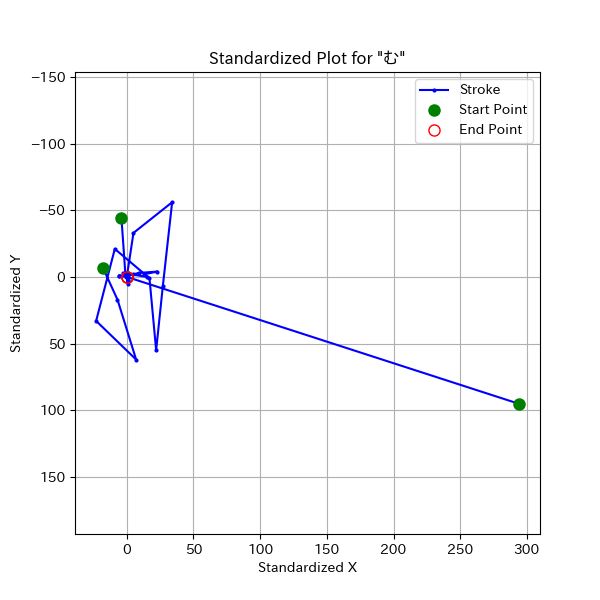 Standardized Plot for "む"
Stroke
Start Point
End Point
Standardized Y
−150
−100
−50
0
50
100
150
0 50 100 150 200 250 300
Standardized X